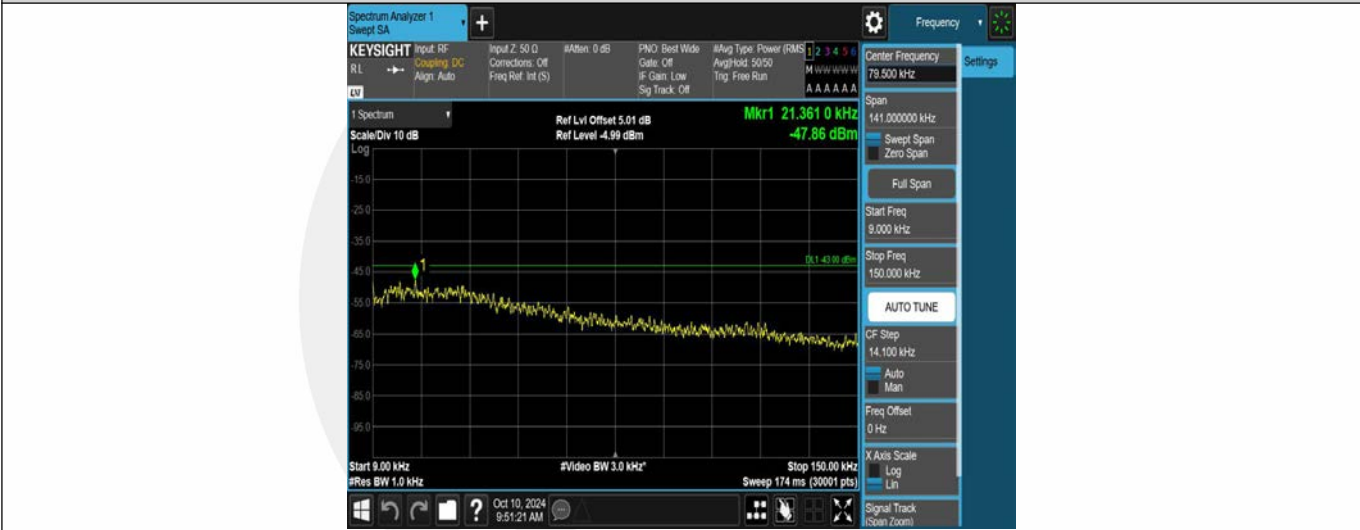 Spectrum Analyzer 1
Swept SA
+
Frequency
KEYSIGHT
RL
LXI
Input: RF
Coupling: DC
Align: Auto
Input Z: 50 Ω
Corrections: Off
Freq Ref: Int (S)
#Atten: 0 dB
PNO: Best Wide
Gate: Off
IF Gain: Low
Sig Track: Off
#Avg Type: Power (RMS
Avg|Hold: 50/50
Trig: Free Run
1 2 3 4 5 6
M W W W W W
A A A A A A
1 Spectrum
Scale/Div 10 dB
Log
Ref Lvl Offset 5.01 dB
Ref Level -4.99 dBm
Mkr1 21.361 0 kHz
-47.86 dBm
-15.0
-25.0
-35.0
-45.0
-55.0
-65.0
-75.0
-85.0
-95.0
1
DL1 -43.00 dBm
Start 9.00 kHz
#Res BW 1.0 kHz
#Video BW 3.0 kHz*
Stop 150.00 kHz
Sweep 174 ms (30001 pts)
?
Oct 10, 2024
9:51:21 AM
Center Frequency
79.500 kHz
Settings
Span
141.000000 kHz
Swept Span
Zero Span
Full Span
Start Freq
9.000 kHz
Stop Freq
150.000 kHz
AUTO TUNE
CF Step
14.100 kHz
Auto
Man
Freq Offset
0 Hz
X Axis Scale
Log
Lin
Signal Track
(Span Zoom)